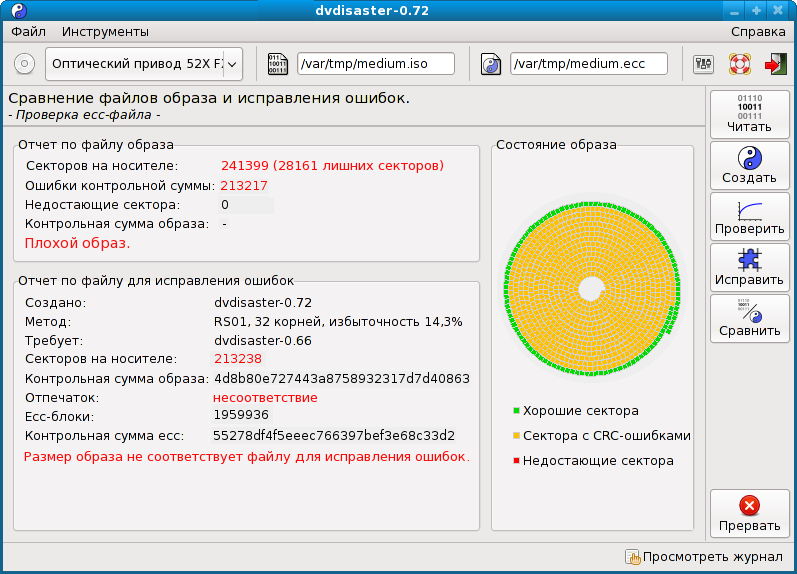 dvdisaster-0.72
Файл Инструменты Справка
Оптический привод 52X F /var/tmp/medium.iso /var/tmp/medium.ecc
Сравнение файлов образа и исправления ошибок.
- Проверка ecc-файла -
Отчет по файлу образа
Секторов на носителе: 241399 (28161 лишних секторов)
Ошибки контрольной суммы: 213217
Недостающие сектора: 0
Контрольная сумма образа: -
Плохой образ.
Отчет по файлу для исправления ошибок
Создано: dvdisaster-0.72
Метод: RS01, 32 корней, избыточность 14,3%
Требует: dvdisaster-0.66
Секторов на носителе: 213238
Контрольная сумма образа: 4d8b80e727443a8758932317d7d40863
Отпечаток: несоответствие
Ecc-блоки: 1959936
Контрольная сумма ecc: 55278df4f5eeec766397bef3e68c33d2
Размер образа не соответствует файлу для исправления ошибок.
Состояние образа
Хорошие сектора
Сектора с CRC-ошибками
Недостающие сектора
01110
10011
00111
Читать
Создать
Проверить
Исправить
Сравнить
Прервать
Просмотреть журнал